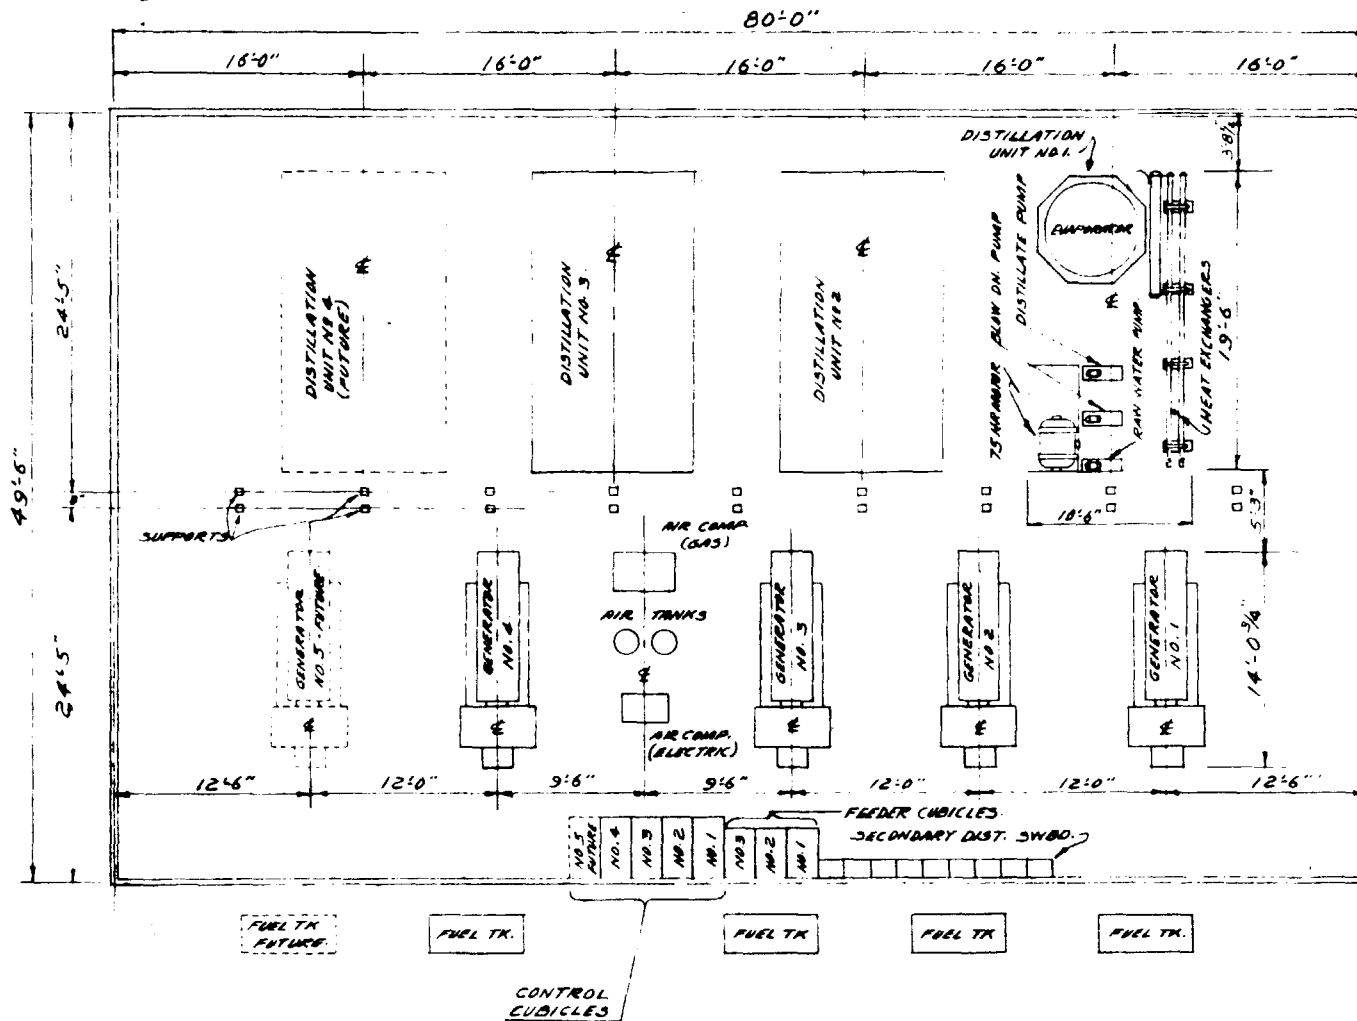 80'-0"
16'-0"
16'-0"
16'-0"
16'-0"
16'-0"
DISTILLATION
UNIT NO.1.
3'8¼"
EVAPORATOR
DISTILLATION
UNIT NO 4
(FUTURE)
DISTILLATION
UNIT NO. 3
DISTILLATION
UNIT NO 2
75 HP MOTOR
BLOW DN. PUMP
DISTILLATE PUMP
RAW WATER PUMP
HEAT EXCHANGERS
19'-6"
24'-5"
49'-6"
24'-5"
SUPPORTS
10'-6"
5'-3"
AIR COMP.
(GAS)
AIR TANKS
AIR COMP.
(ELECTRIC)
GENERATOR
NO. 5 - FUTURE
GENERATOR
NO. 4
GENERATOR
NO. 3
GENERATOR
NO 2
GENERATOR
NO. 1
14'-0¾"
12'-6"
12'-0"
9'-6"
9'-6"
12'-0"
12'-0"
12'-6"
FEEDER CUBICLES
SECONDARY DIST. SWBD.
NO. 5
FUTURE
NO. 4
NO. 3
NO. 2
NO. 1
NO. 3
NO. 2
NO. 1
FUEL TK
FUTURE.
FUEL TK.
FUEL TK
FUEL TK
FUEL TK.
CONTROL
CUBICLES